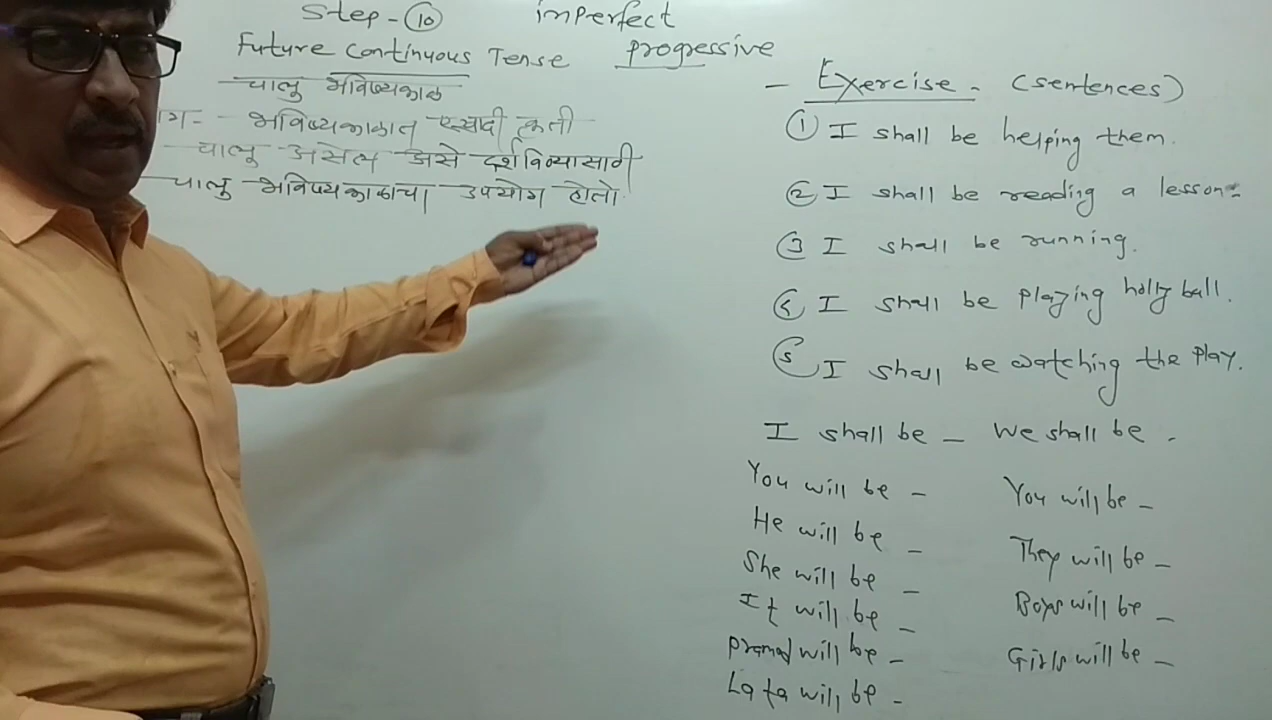 Step - 10 imperfect
Future Continuous Tense progressive
चालु भविष्यकाळ
भविष्यकाळात एखादी कृती
चालू असेल असे दर्शविण्यासाठी
चालु भविष्यकाळाचा उपयोग होतो.
- Exercise - (sentences)
① I shall be helping them.
② I shall be reading a lesson.
③ I shall be running.
④ I shall be playing holly ball.
⑤ I shall be watching the play.
I shall be - We shall be -
You will be - You will be -
He will be - They will be -
She will be - Boys will be -
It will be - Girls will be -
Pramod will be -
Lata will be -